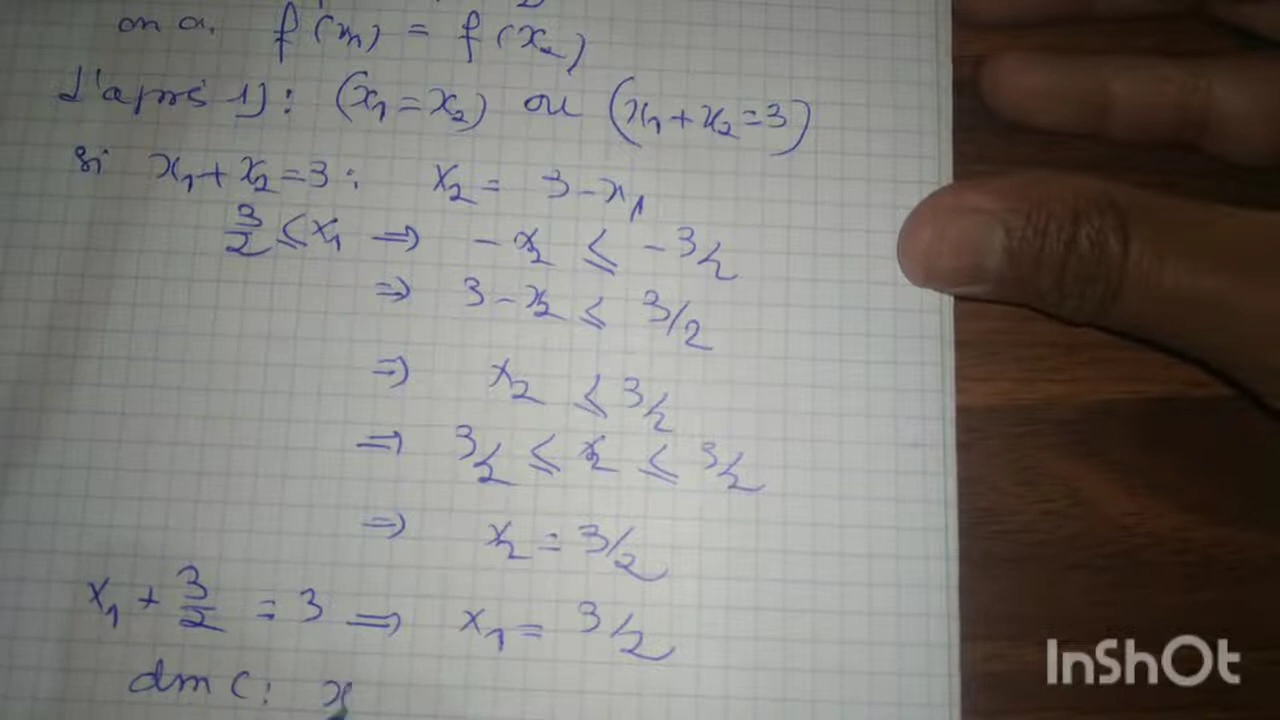 on a. f(x₁) = f(x₂)
d'après 1): (x₁=x₂) ou (x₁+x₂=3)
Si x₁+x₂=3: x₂ = 3-x₁
3/2 ≤ x₁ ⇒ -x₁ ≤ -3/2
⇒ 3-x₁ ≤ 3/2
⇒ x₂ ≤ 3/2
⇒ 3/2 ≤ x₂ ≤ 3/2
⇒ x₂ = 3/2
x₁ + 3/2 = 3 ⇒ x₁ = 3/2
donc: x
InShOt